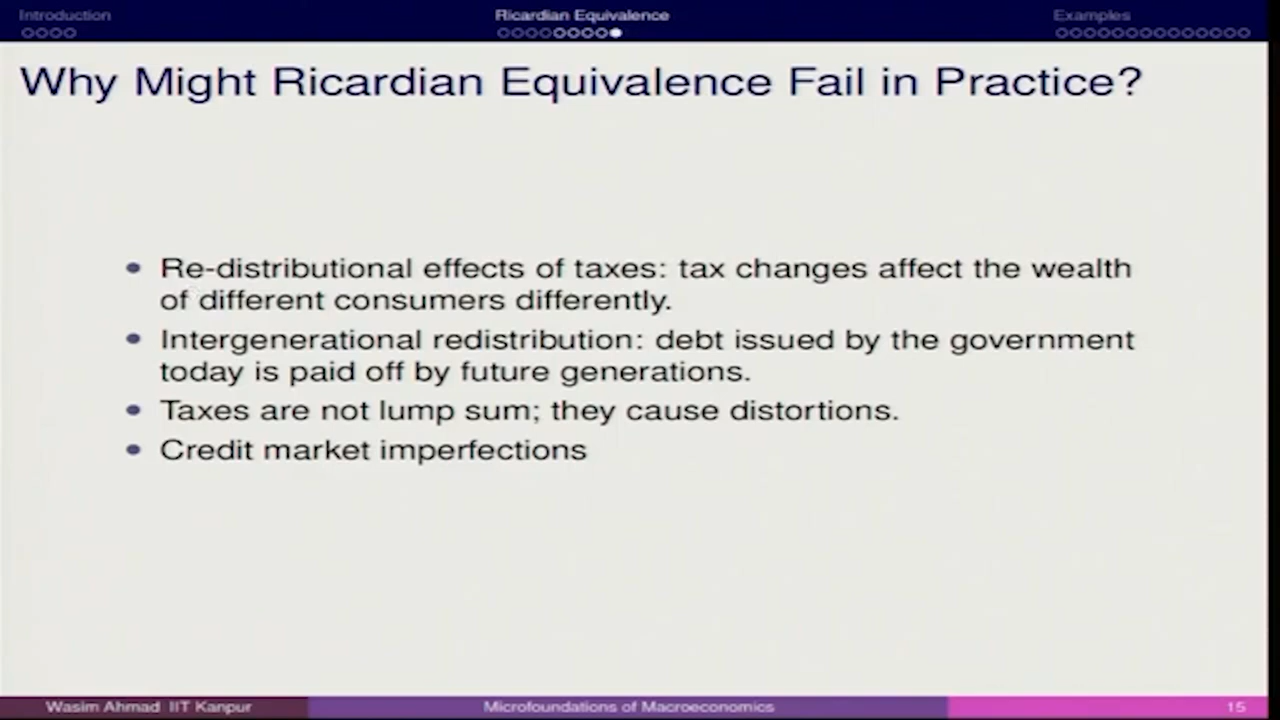 Introduction
Ricardian Equivalence
Examples
Why Might Ricardian Equivalence Fail in Practice?
Re-distributional effects of taxes: tax changes affect the wealth
of different consumers differently.
Intergenerational redistribution: debt issued by the government
today is paid off by future generations.
Taxes are not lump sum; they cause distortions.
Credit market imperfections
Wasim Ahmad IIT Kanpur
Microfoundations of Macroeconomics
15